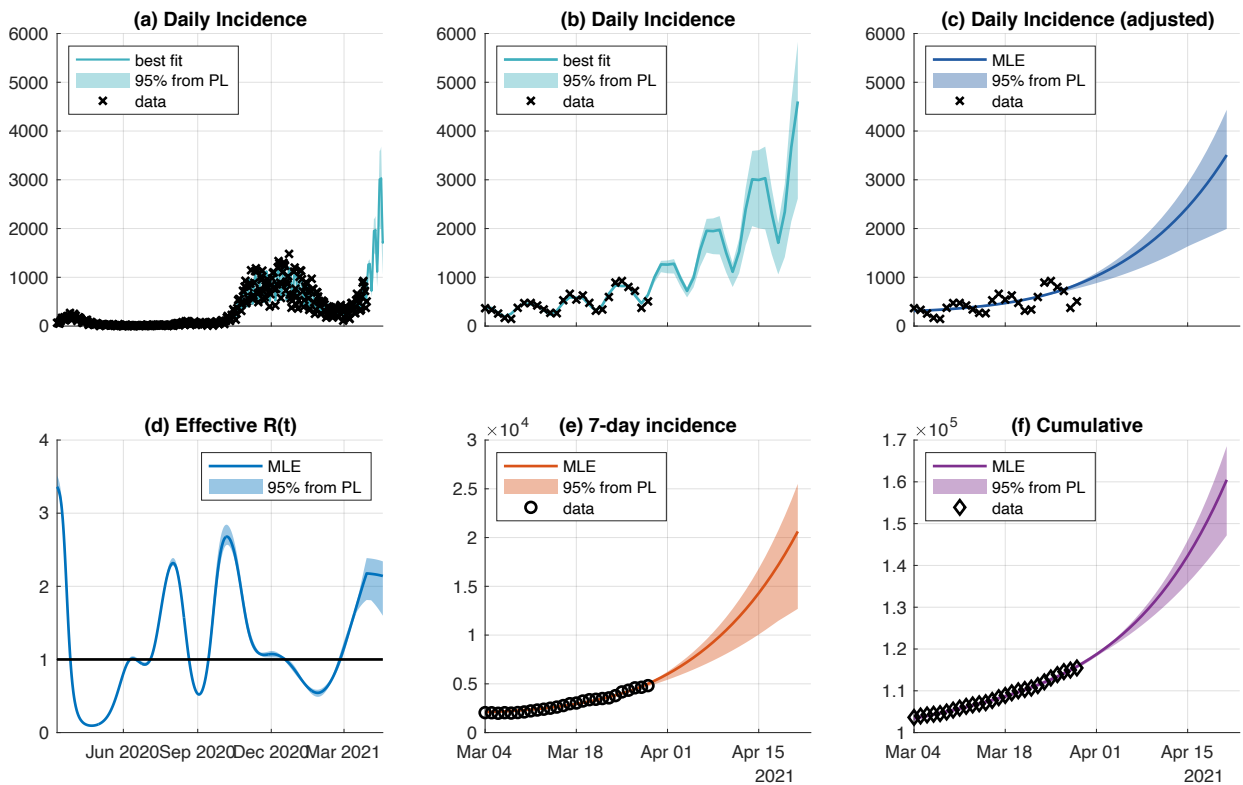 (a) Daily Incidence
6000
5000
4000
3000
2000
1000
0
best fit
95% from PL
data
(b) Daily Incidence
6000
5000
4000
3000
2000
1000
0
best fit
95% from PL
data
(c) Daily Incidence (adjusted)
6000
5000
4000
3000
2000
1000
0
MLE
95% from PL
data
(d) Effective R(t)
4
3
2
1
0
MLE
95% from PL
Jun 2020
Sep 2020
Dec 2020
Mar 2021
(e) 7-day incidence
×10⁴
3
2.5
2
1.5
1
0.5
0
MLE
95% from PL
data
Mar 04
Mar 18
Apr 01
Apr 15
2021
(f) Cumulative
×10⁵
1.7
1.6
1.5
1.4
1.3
1.2
1.1
1
MLE
95% from PL
data
Mar 04
Mar 18
Apr 01
Apr 15
2021